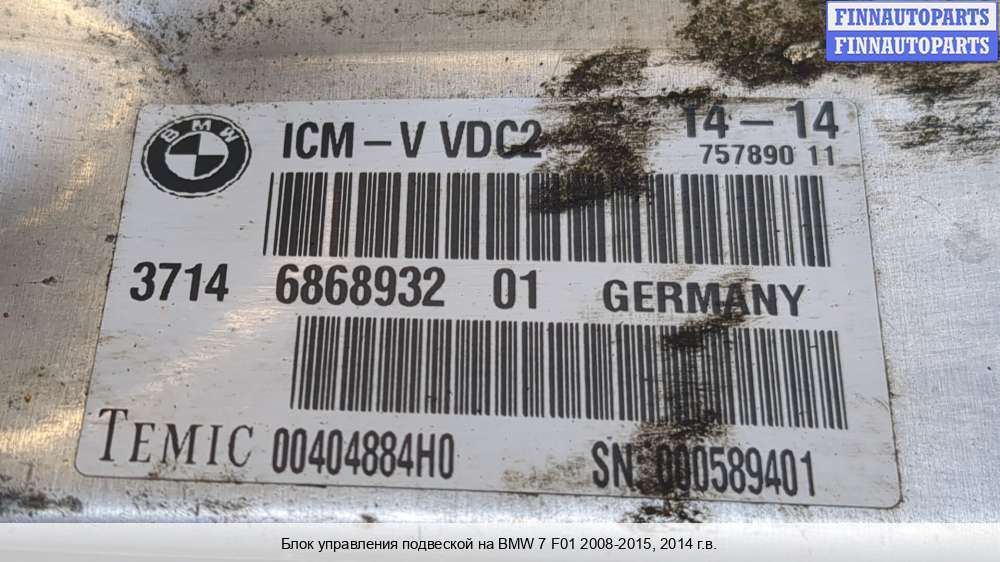 FINNAUTOPARTS
FINNAUTOPARTS
BMW
ICM-V VDC2 14-14
757890 11
3714 6868932 01 GERMANY
TEMIC 00404884H0 SN: 000589401
Блок управления подвеской на BMW 7 F01 2008-2015, 2014 г.в.